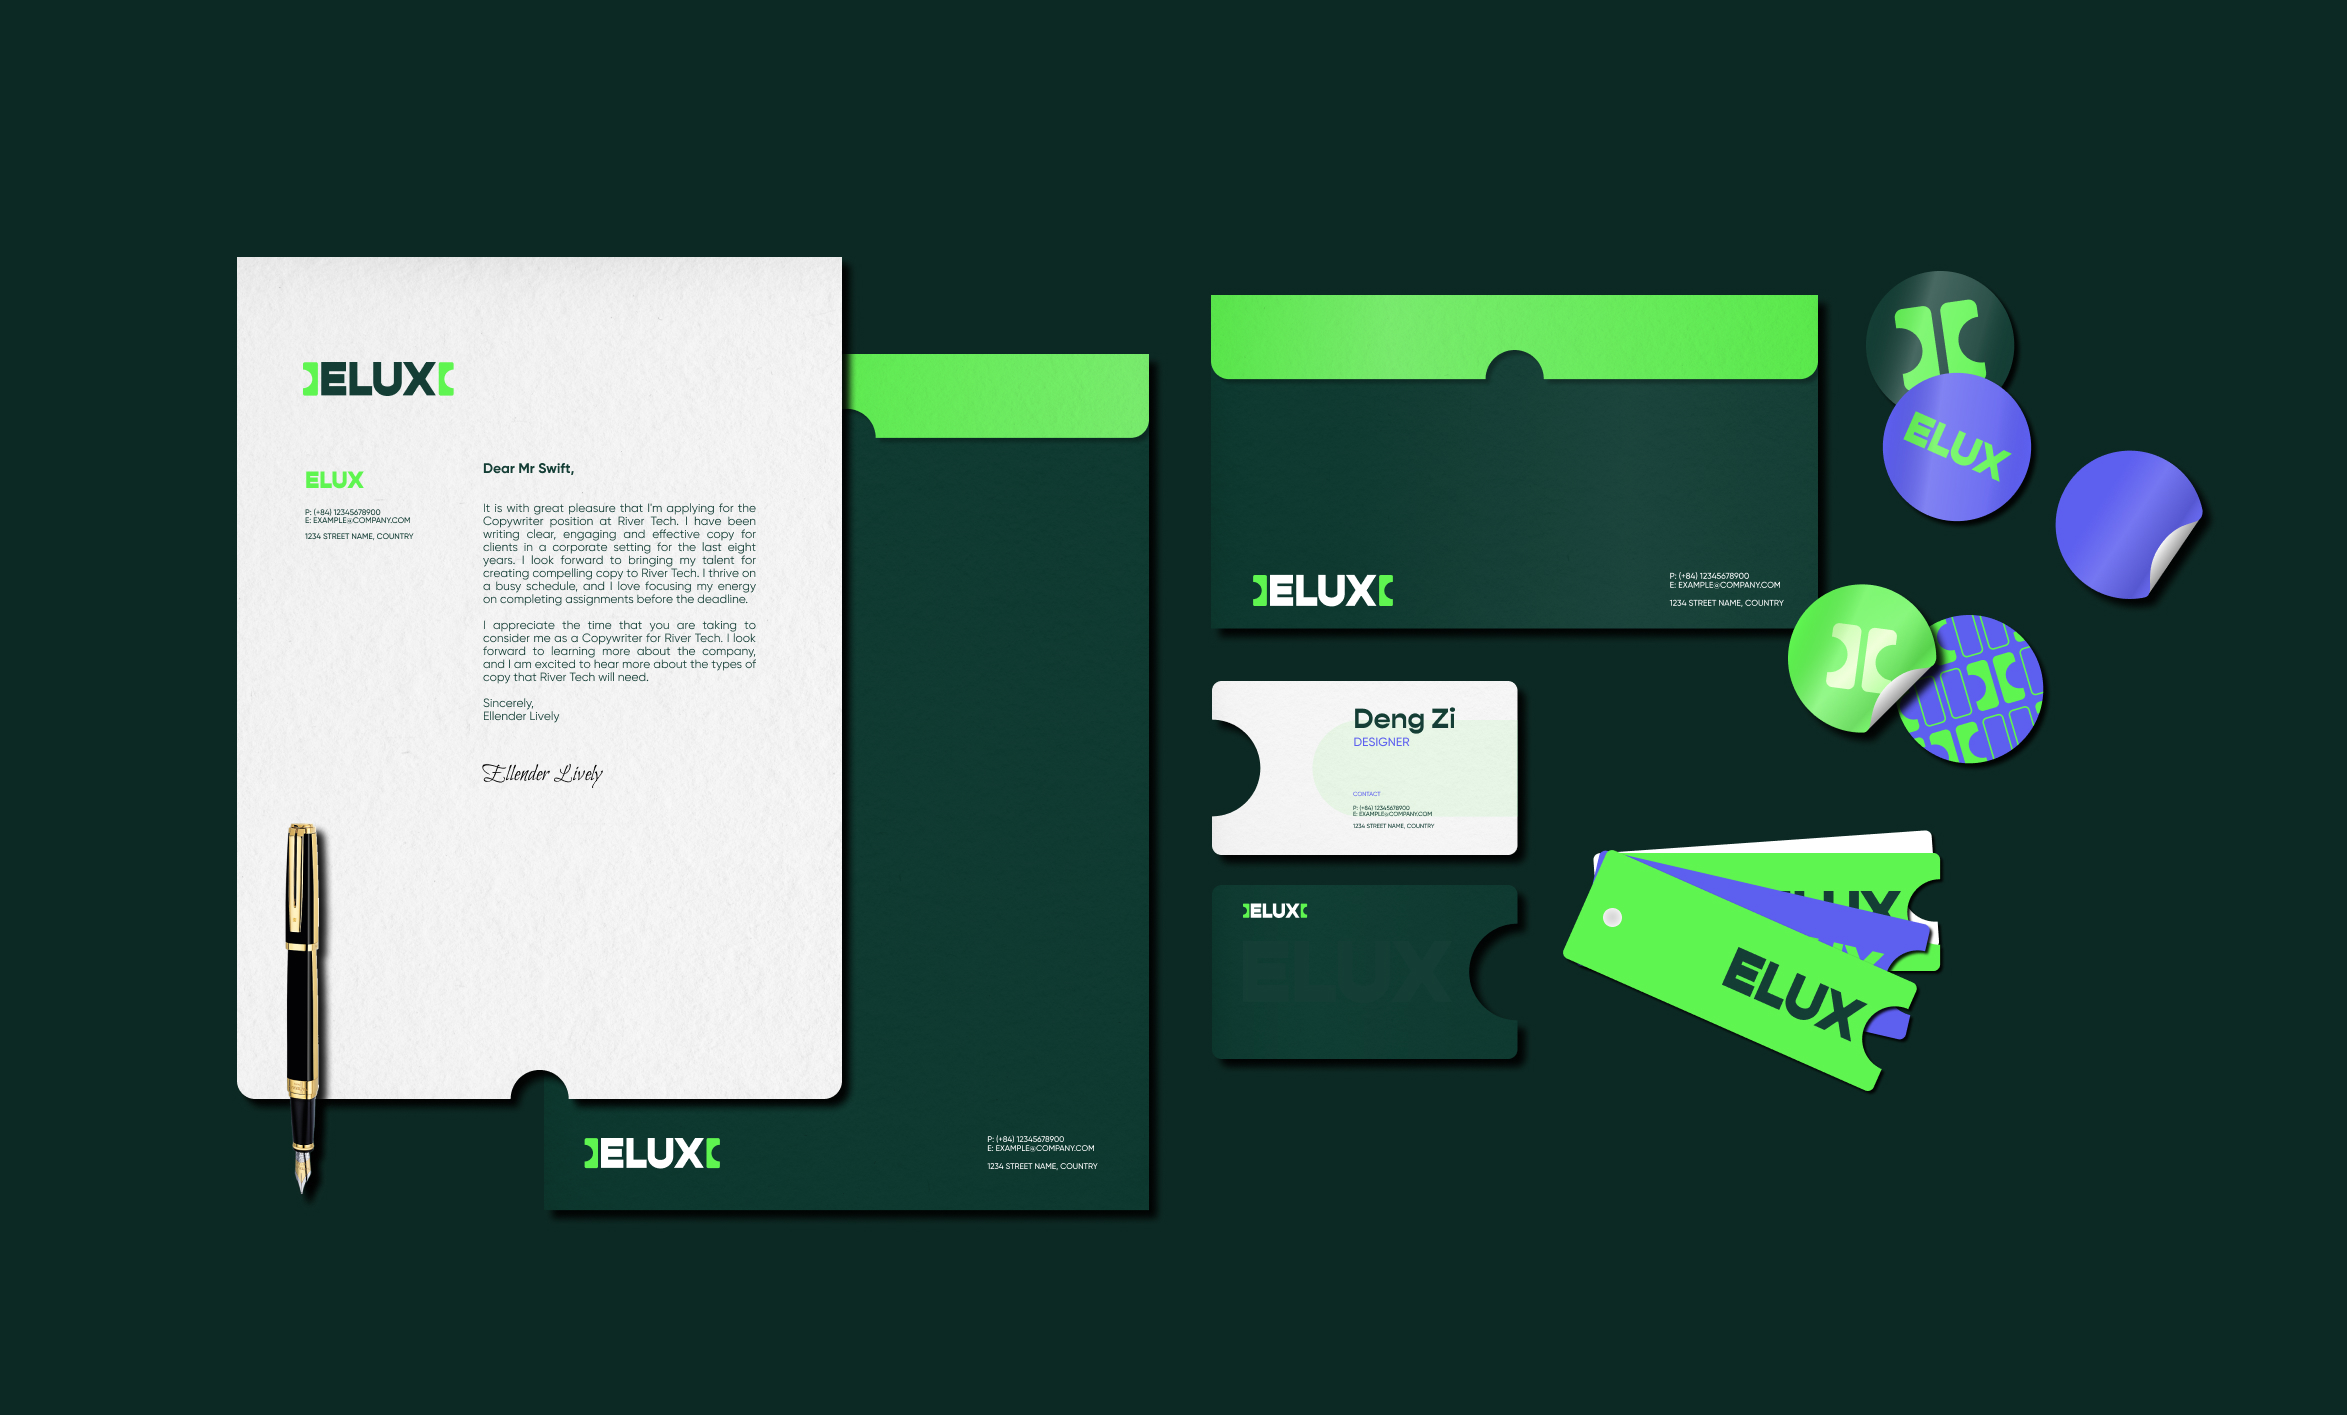 ELUX
ELUX
P: (+84) 12345678900
E: EXAMPLE@COMPANY.COM
1234 STREET NAME, COUNTRY
Dear Mr Swift,
It is with great pleasure that I'm applying for the
Copywriter position at River Tech. I have been
writing clear, engaging and effective copy for
clients in a corporate setting for the last eight
years. I look forward to bringing my talent for
creating compelling copy to River Tech. I thrive on
a busy schedule, and I love focusing my energy
on completing assignments before the deadline.
I appreciate the time that you are taking to
consider me as a Copywriter for River Tech. I look
forward to learning more about the company,
and I am excited to hear more about the types of
copy that River Tech will need.
Sincerely,
Ellender Lively
Ellender Lively
ELUX
P: (+84) 12345678900
E: EXAMPLE@COMPANY.COM
1234 STREET NAME, COUNTRY
ELUX
P: (+84) 12345678900
E: EXAMPLE@COMPANY.COM
1234 STREET NAME, COUNTRY
ELUX
Deng Zi
DESIGNER
CONTACT
P: (+84) 12345678900
E: EXAMPLE@COMPANY.COM
1234 STREET NAME, COUNTRY
ELUX
ELUX
ELUX
ELUX